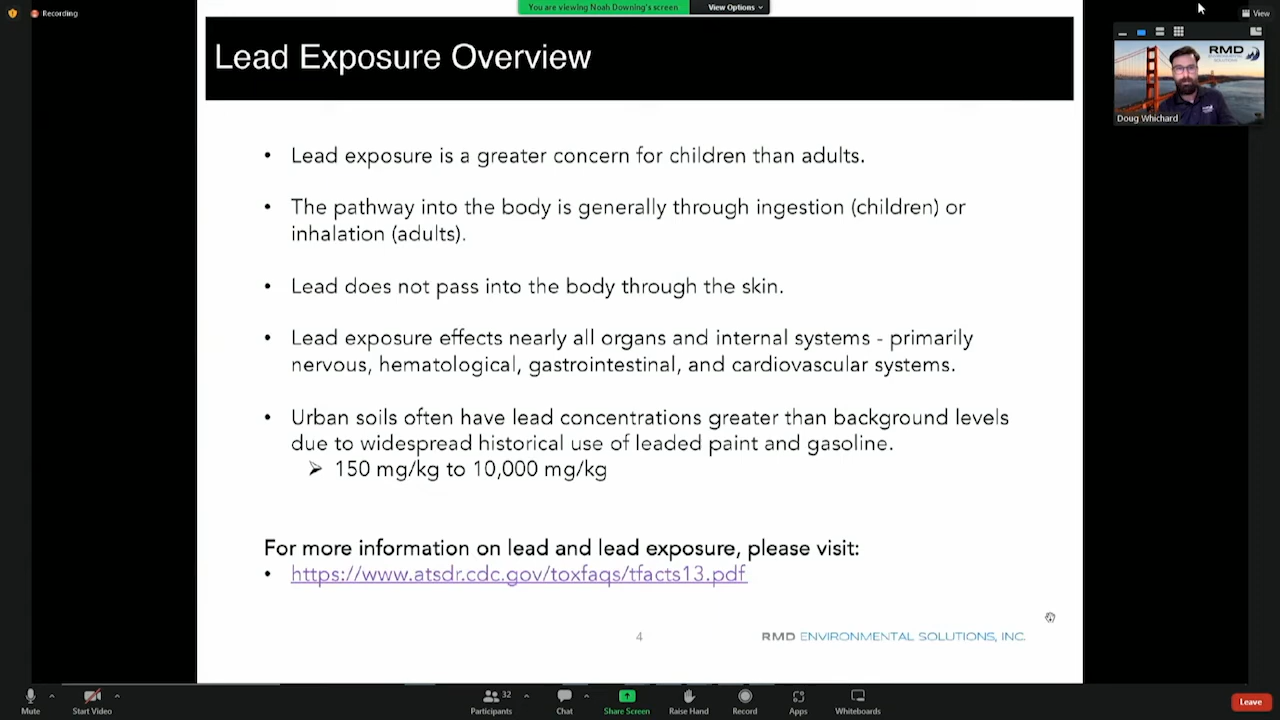 Recording
You are viewing Noah Downing's screen
View Options
View
Lead Exposure Overview
RMD
Doug Whichard
• Lead exposure is a greater concern for children than adults.
• The pathway into the body is generally through ingestion (children) or
inhalation (adults).
• Lead does not pass into the body through the skin.
• Lead exposure effects nearly all organs and internal systems - primarily
nervous, hematological, gastrointestinal, and cardiovascular systems.
• Urban soils often have lead concentrations greater than background levels
due to widespread historical use of leaded paint and gasoline.
➢ 150 mg/kg to 10,000 mg/kg
For more information on lead and lead exposure, please visit:
• https://www.atsdr.cdc.gov/toxfaqs/tfacts13.pdf
4
RMD ENVIRONMENTAL SOLUTIONS, INC.
Mute
Start Video
32
Participants
Chat
Share Screen
Raise Hand
Record
Apps
Whiteboards
Leave